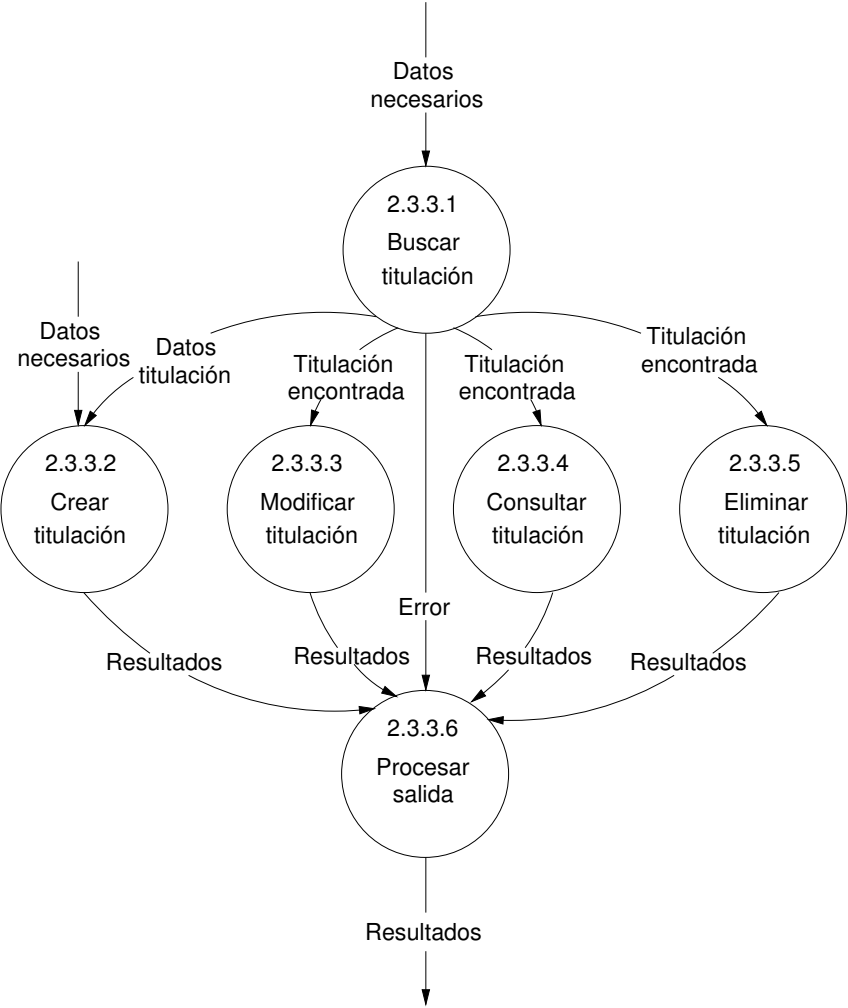 Datos
necesarios
2.3.3.1
Buscar
titulación
Datos
necesarios
Datos
titulación
Titulación
encontrada
Titulación
encontrada
Titulación
encontrada
2.3.3.2
Crear
titulación
2.3.3.3
Modificar
titulación
2.3.3.4
Consultar
titulación
2.3.3.5
Eliminar
titulación
Error
Resultados
Resultados
Resultados
Resultados
2.3.3.6
Procesar
salida
Resultados